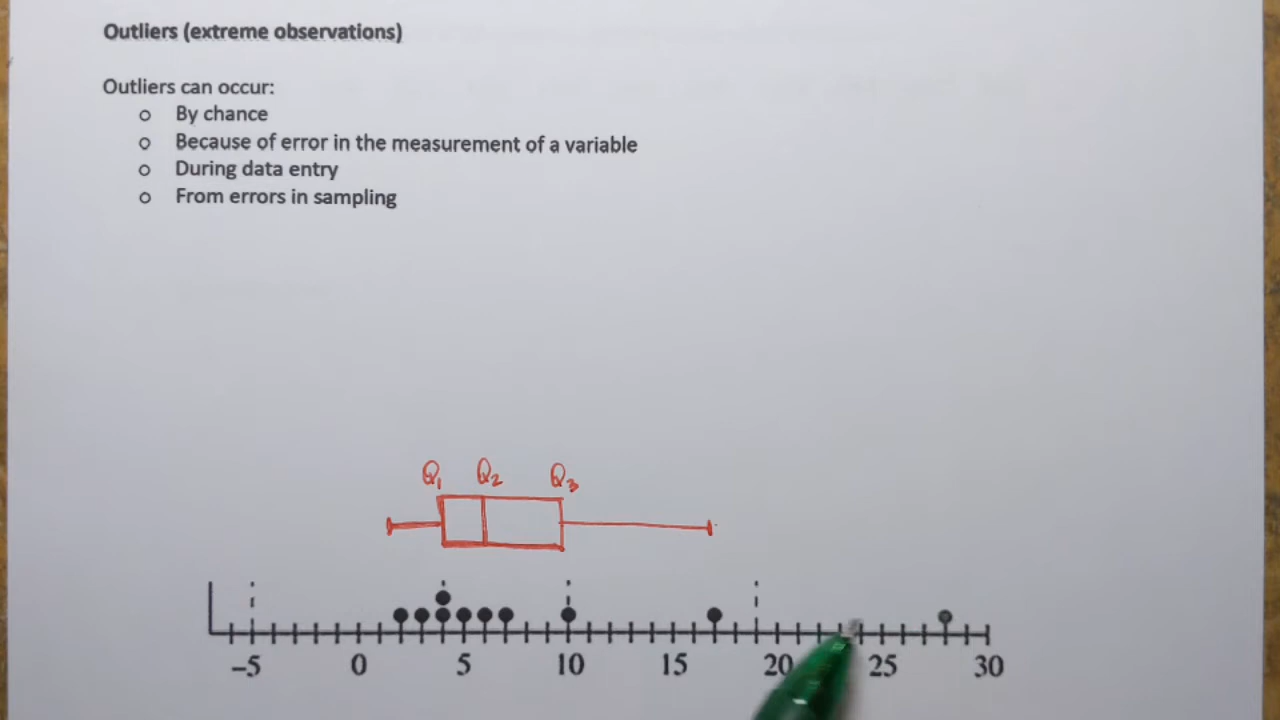 Outliers (extreme observations)
Outliers can occur:
o By chance
o Because of error in the measurement of a variable
o During data entry
o From errors in sampling
Q₁ Q₂ Q₃
–5 0 5 10 15 20 25 30